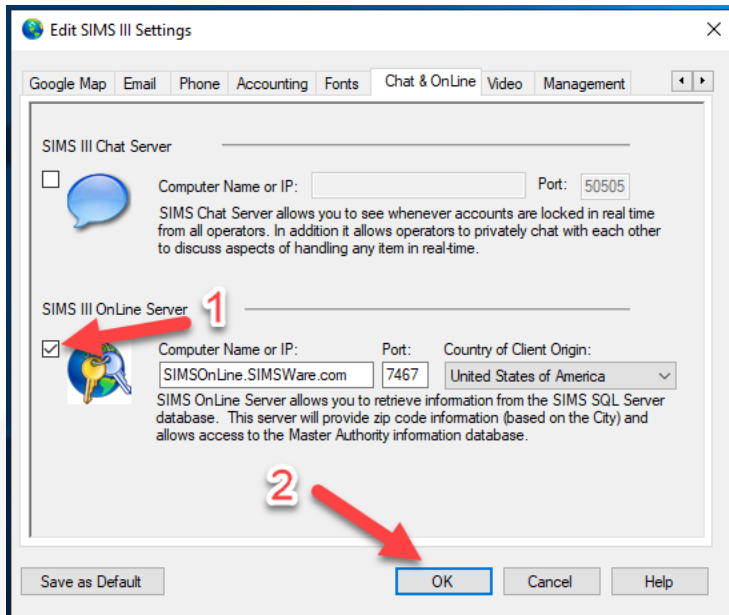 Edit SIMS III Settings
Google Map Email Phone Accounting Fonts Chat & OnLine Video Management
SIMS III Chat Server
Computer Name or IP: Port: 50505
SIMS Chat Server allows you to see whenever accounts are locked in real time
from all operators. In addition it allows operators to privately chat with each other
to discuss aspects of handling any item in real-time.
SIMS III OnLine Server 1
Computer Name or IP: Port: Country of Client Origin:
SIMSOnLine.SIMSWare.com 7467 United States of America
SIMS OnLine Server allows you to retrieve information from the SIMS SQL Server
database. This server will provide zip code information (based on the City) and
allows access to the Master Authority information database.
2
Save as Default OK Cancel Help